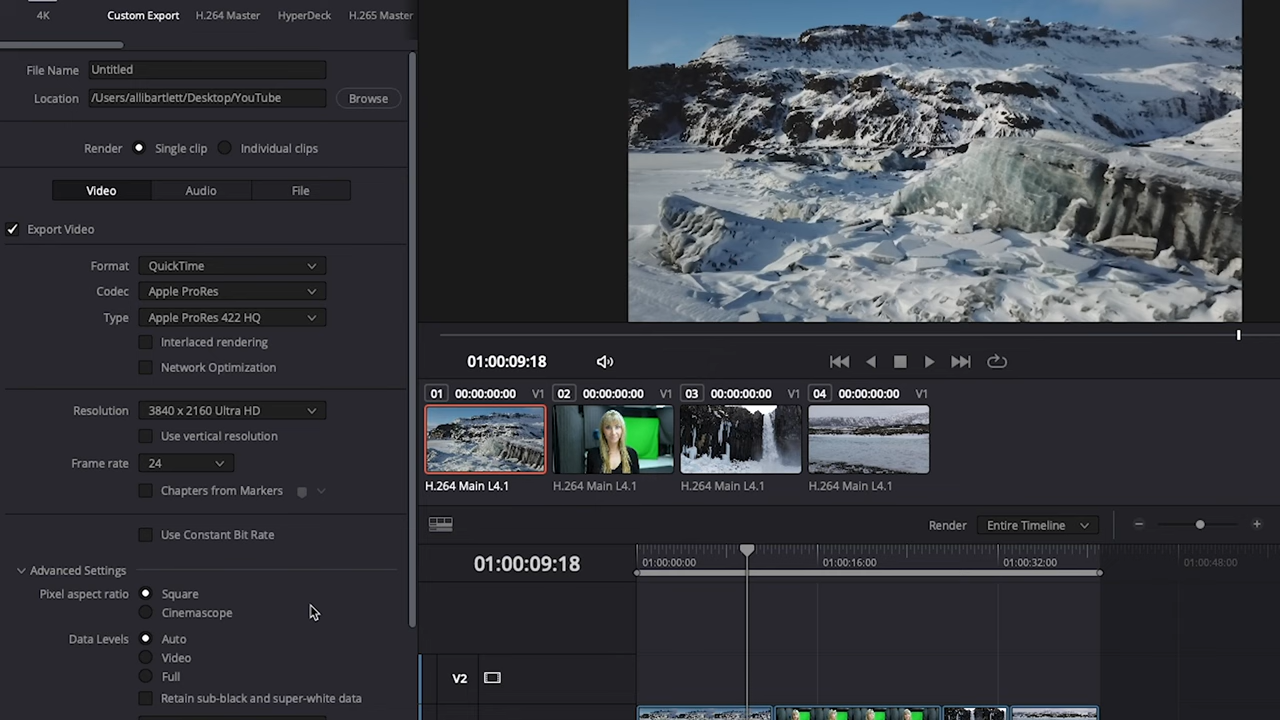 4K Custom Export H.264 Master HyperDeck H.265 Master
File Name Untitled
Location /Users/allibartlett/Desktop/YouTube Browse
Render Single clip Individual clips
Video Audio File
Export Video
Format QuickTime
Codec Apple ProRes
Type Apple ProRes 422 HQ
Interlaced rendering
Network Optimization
Resolution 3840 x 2160 Ultra HD
Use vertical resolution
Frame rate 24
Chapters from Markers
Use Constant Bit Rate
Advanced Settings
Pixel aspect ratio Square
Cinemascope
Data Levels Auto
Video
Full
Retain sub-black and super-white data
01:00:09:18
01 00:00:00:00 V1 02 00:00:00:00 V1 03 00:00:00:00 V1 04 00:00:00:00 V1
H.264 Main L4.1 H.264 Main L4.1 H.264 Main L4.1 H.264 Main L4.1
Render Entire Timeline
01:00:09:18
01:00:00:00 01:00:16:00 01:00:32:00 01:00:48:00
V2